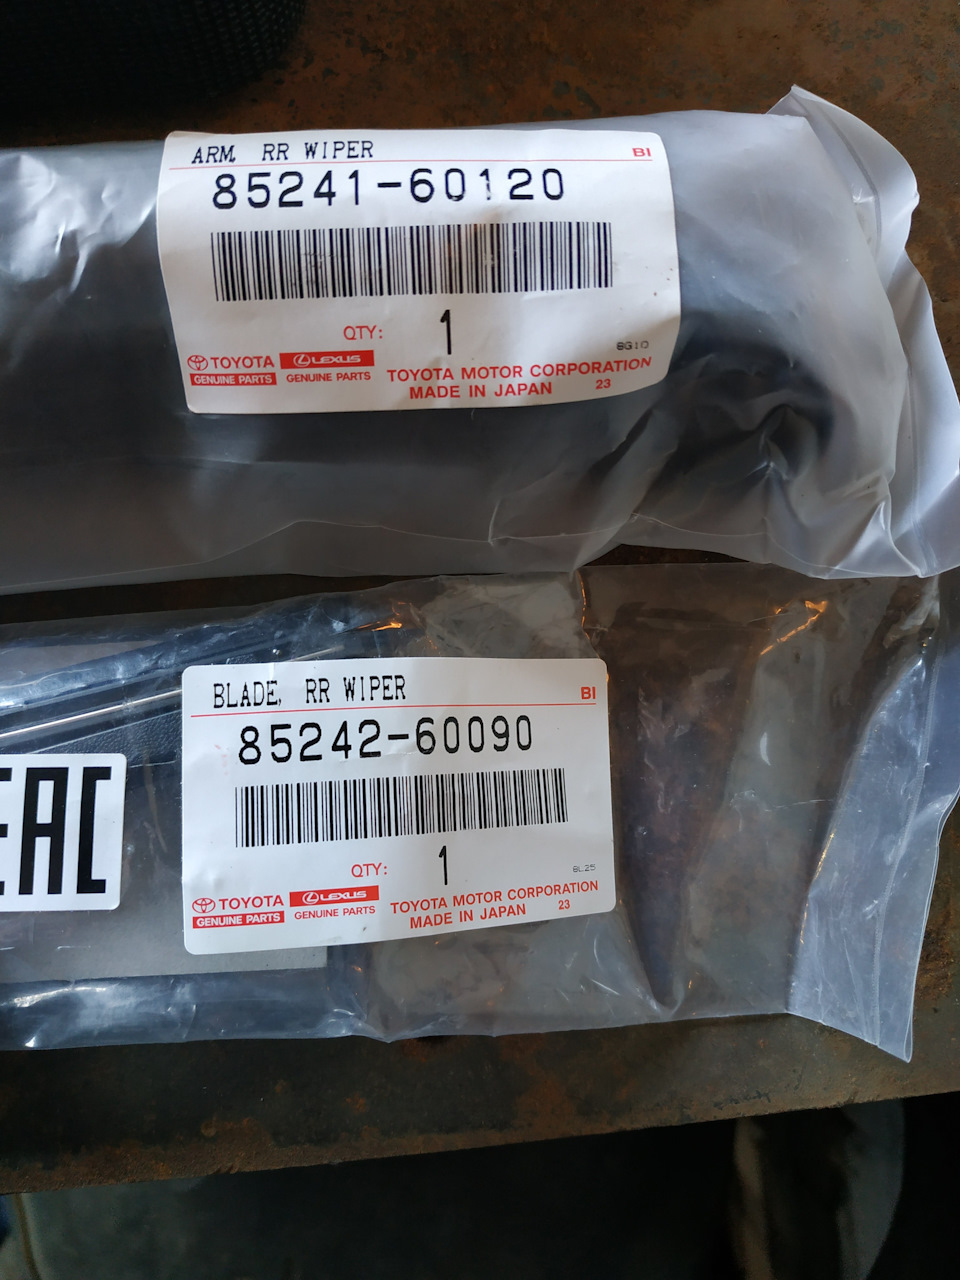 ARM, RR WIPER
BI
85241-60120
QTY: 1
8G10
TOYOTA LEXUS
GENUINE PARTS GENUINE PARTS
TOYOTA MOTOR CORPORATION
MADE IN JAPAN 23
BLADE, RR WIPER
BI
85242-60090
EAC
QTY: 1
8L25
TOYOTA LEXUS
GENUINE PARTS GENUINE PARTS
TOYOTA MOTOR CORPORATION
MADE IN JAPAN 23